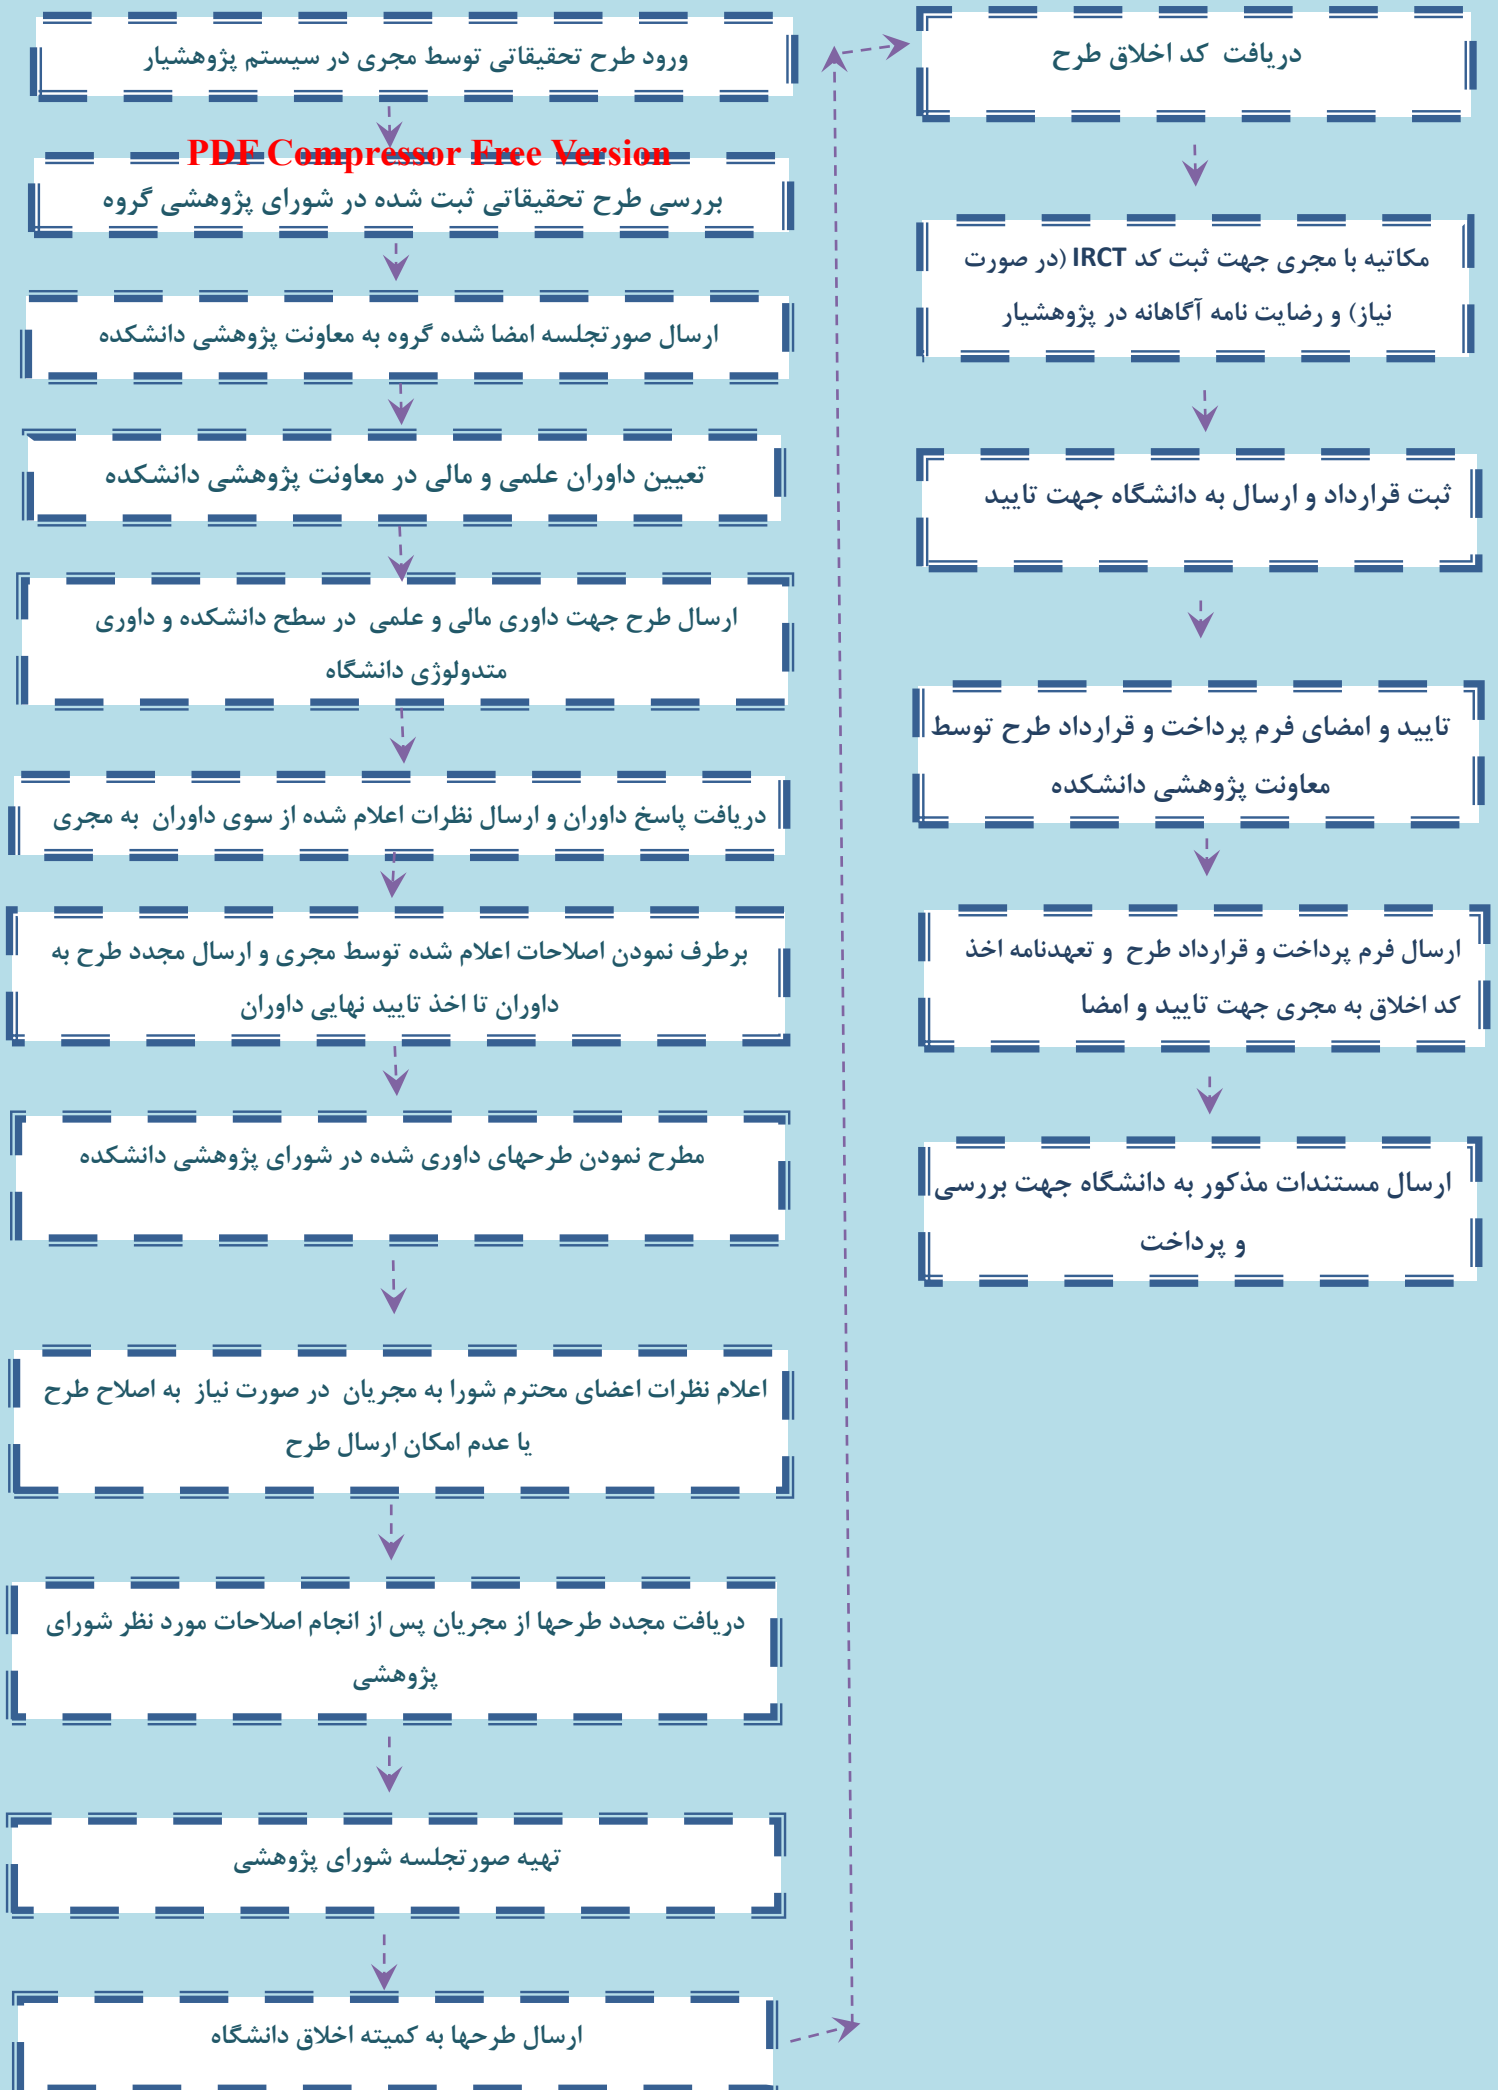 ورود طرح تحقیقاتی توسط مجری در سیستم پژوهشیار
PDF Compressor Free Version
بررسی طرح تحقیقاتی ثبت شده در شورای پژوهشی گروه
ارسال صورتجلسه امضا شده گروه به معاونت پژوهشی دانشکده
تعیین داوران علمی و مالی در معاونت پژوهشی دانشکده
ارسال طرح جهت داوری مالی و علمی در سطح دانشکده و داوری
متدولوژی دانشگاه
دریافت پاسخ داوران و ارسال نظرات اعلام شده از سوی داوران به مجری
برطرف نمودن اصلاحات اعلام شده توسط مجری و ارسال مجدد طرح به
داوران تا اخذ تایید نهایی داوران
مطرح نمودن طرحهای داوری شده در شورای پژوهشی دانشکده
اعلام نظرات اعضای محترم شورا به مجریان در صورت نیاز به اصلاح طرح
یا عدم امکان ارسال طرح
دریافت مجدد طرحها از مجریان پس از انجام اصلاحات مورد نظر شورای
پژوهشی
تهیه صورتجلسه شورای پژوهشی
ارسال طرحها به کمیته اخلاق دانشگاه
دریافت کد اخلاق طرح
مکاتبه با مجری جهت ثبت کد IRCT (در صورت
نیاز) و رضایت نامه آگاهانه در پژوهشیار
ثبت قرارداد و ارسال به دانشگاه جهت تایید
تایید و امضای فرم پرداخت و قرارداد طرح توسط
معاونت پژوهشی دانشکده
ارسال فرم پرداخت و قرارداد طرح و تعهدنامه اخذ
کد اخلاق به مجری جهت تایید و امضا
ارسال مستندات مذکور به دانشگاه جهت بررسی
و پرداخت